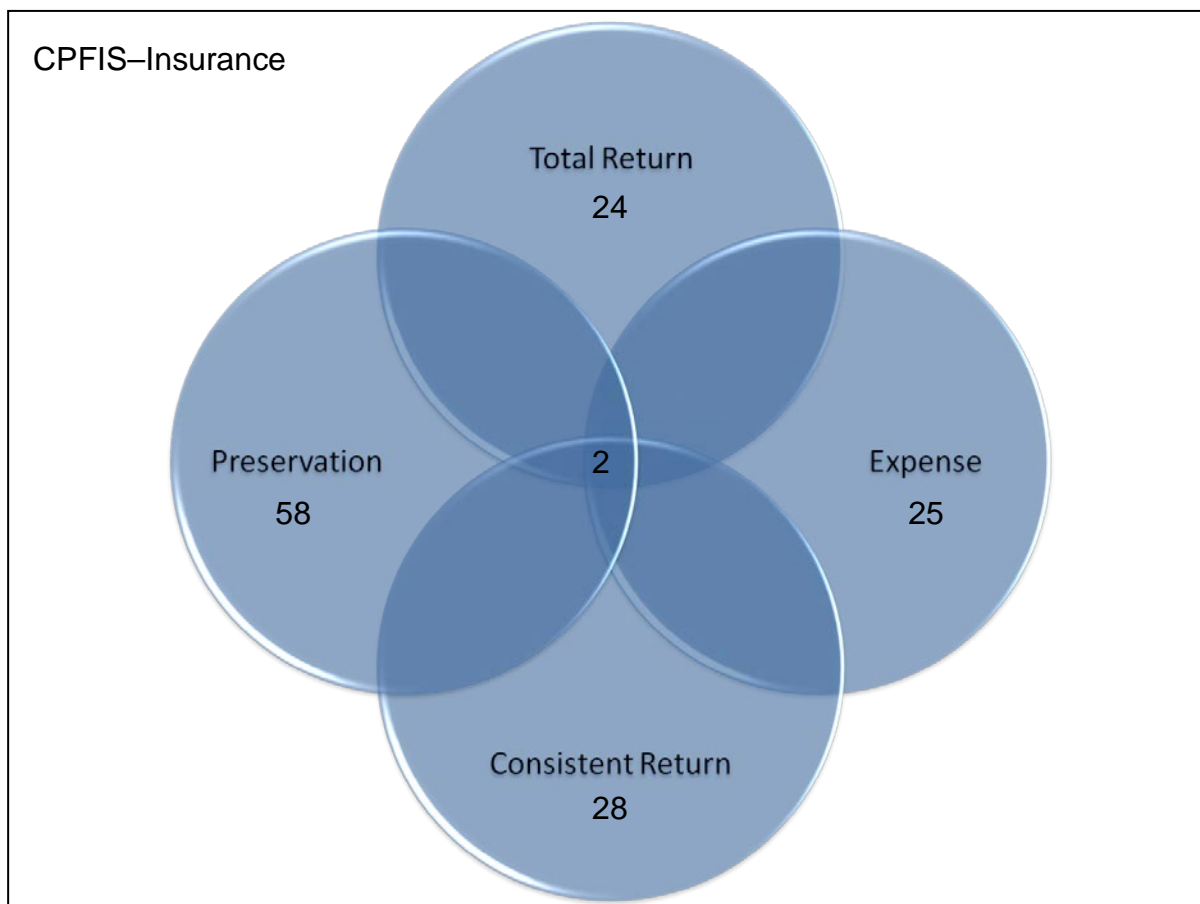 CPFIS–Insurance
Total Return
24
Preservation
58
2
Expense
25
Consistent Return
28